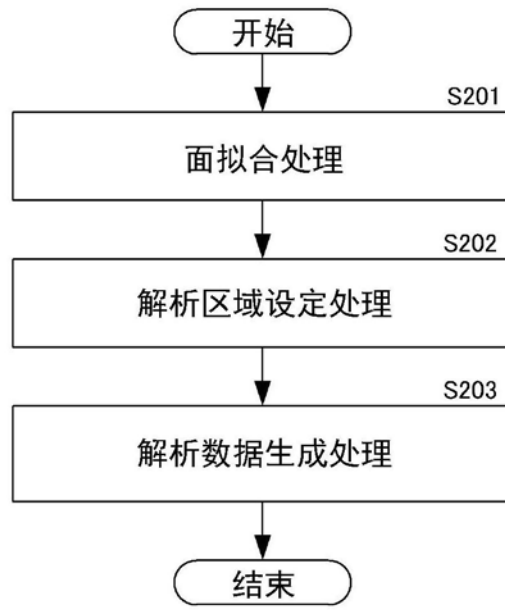 开始
S201
面拟合处理
S202
解析区域设定处理
S203
解析数据生成处理
结束